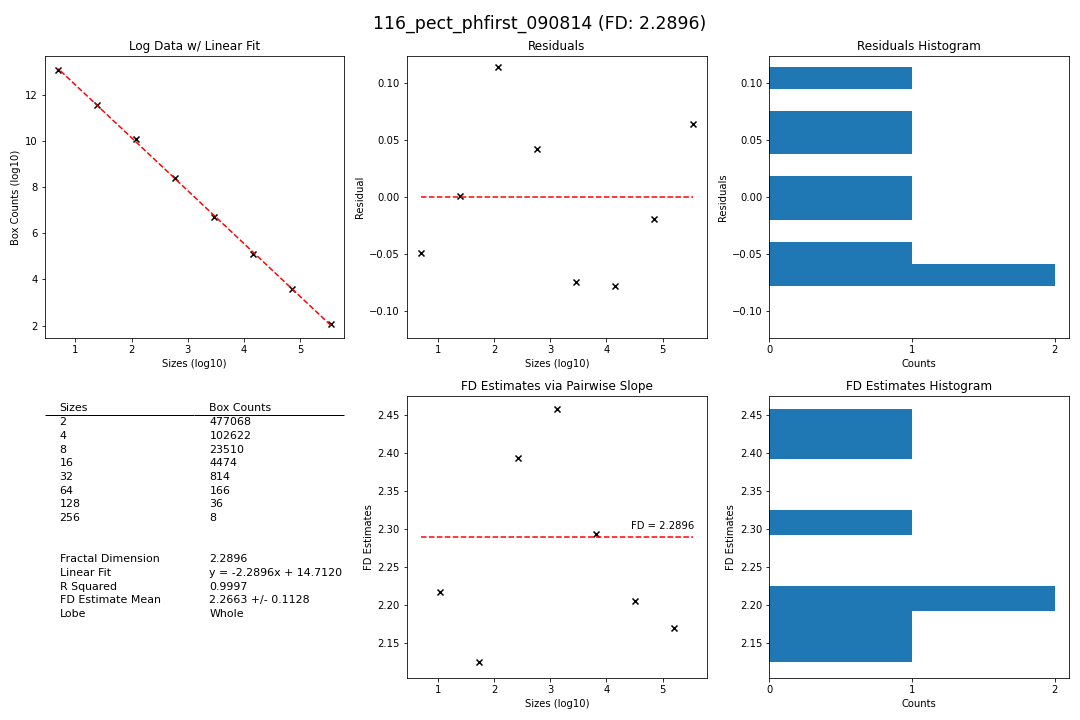 116_pect_phfirst_090814 (FD: 2.2896)
Log Data w/ Linear Fit
Box Counts (log10)
12
10
8
6
4
2
1 2 3 4 5
Sizes (log10)
Residuals
Residual
0.10
0.05
0.00
−0.05
−0.10
1 2 3 4 5
Sizes (log10)
Residuals Histogram
Residuals
0.10
0.05
0.00
−0.05
−0.10
0 1 2
Counts
Sizes Box Counts
2 477068
4 102622
8 23510
16 4474
32 814
64 166
128 36
256 8
Fractal Dimension 2.2896
Linear Fit y = -2.2896x + 14.7120
R Squared 0.9997
FD Estimate Mean 2.2663 +/- 0.1128
Lobe Whole
FD Estimates via Pairwise Slope
FD Estimates
2.45
2.40
2.35
2.30
2.25
2.20
2.15
FD = 2.2896
1 2 3 4 5
Sizes (log10)
FD Estimates Histogram
FD Estimates
2.45
2.40
2.35
2.30
2.25
2.20
2.15
0 1 2
Counts